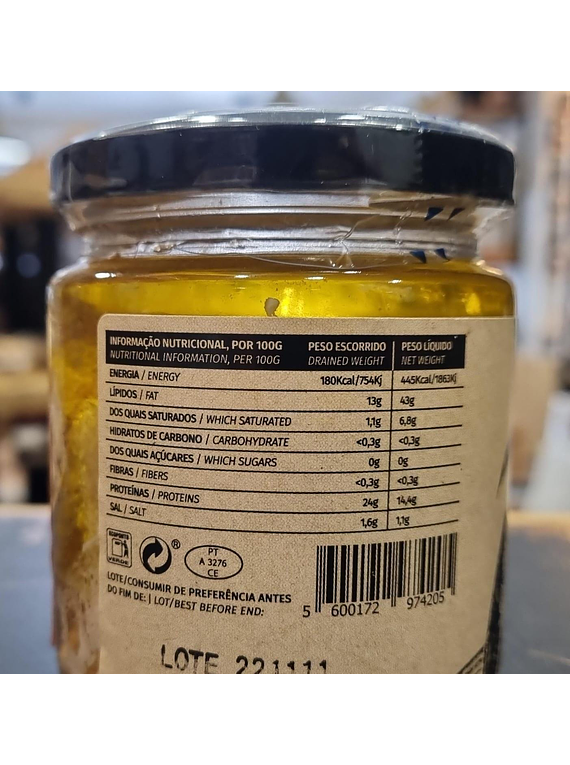 INFORMAÇÃO NUTRICIONAL, POR 100G PESO ESCORRIDO PESO LÍQUIDO
NUTRITIONAL INFORMATION, PER 100G DRAINED WEIGHT NET WEIGHT
ENERGIA / ENERGY 180Kcal/754Kj 445Kcal/1863Kj
LÍPIDOS / FAT 13g 43g
DOS QUAIS SATURADOS / WHICH SATURATED 1,1g 6,8g
HIDRATOS DE CARBONO / CARBOHYDRATE <0,3g <0,3g
DOS QUAIS AÇÚCARES / WHICH SUGARS 0g 0g
FIBRAS / FIBERS <0,3g <0,3g
PROTEÍNAS / PROTEINS 24g 14,4g
SAL / SALT 1,6g 1,1g
ECOPONTO
VERDE
®
PT
A 3276
CE
LOTE/CONSUMIR DE PREFERÊNCIA ANTES
DO FIM DE: | LOT/BEST BEFORE END:
5 600172 974205
LOTE 221111